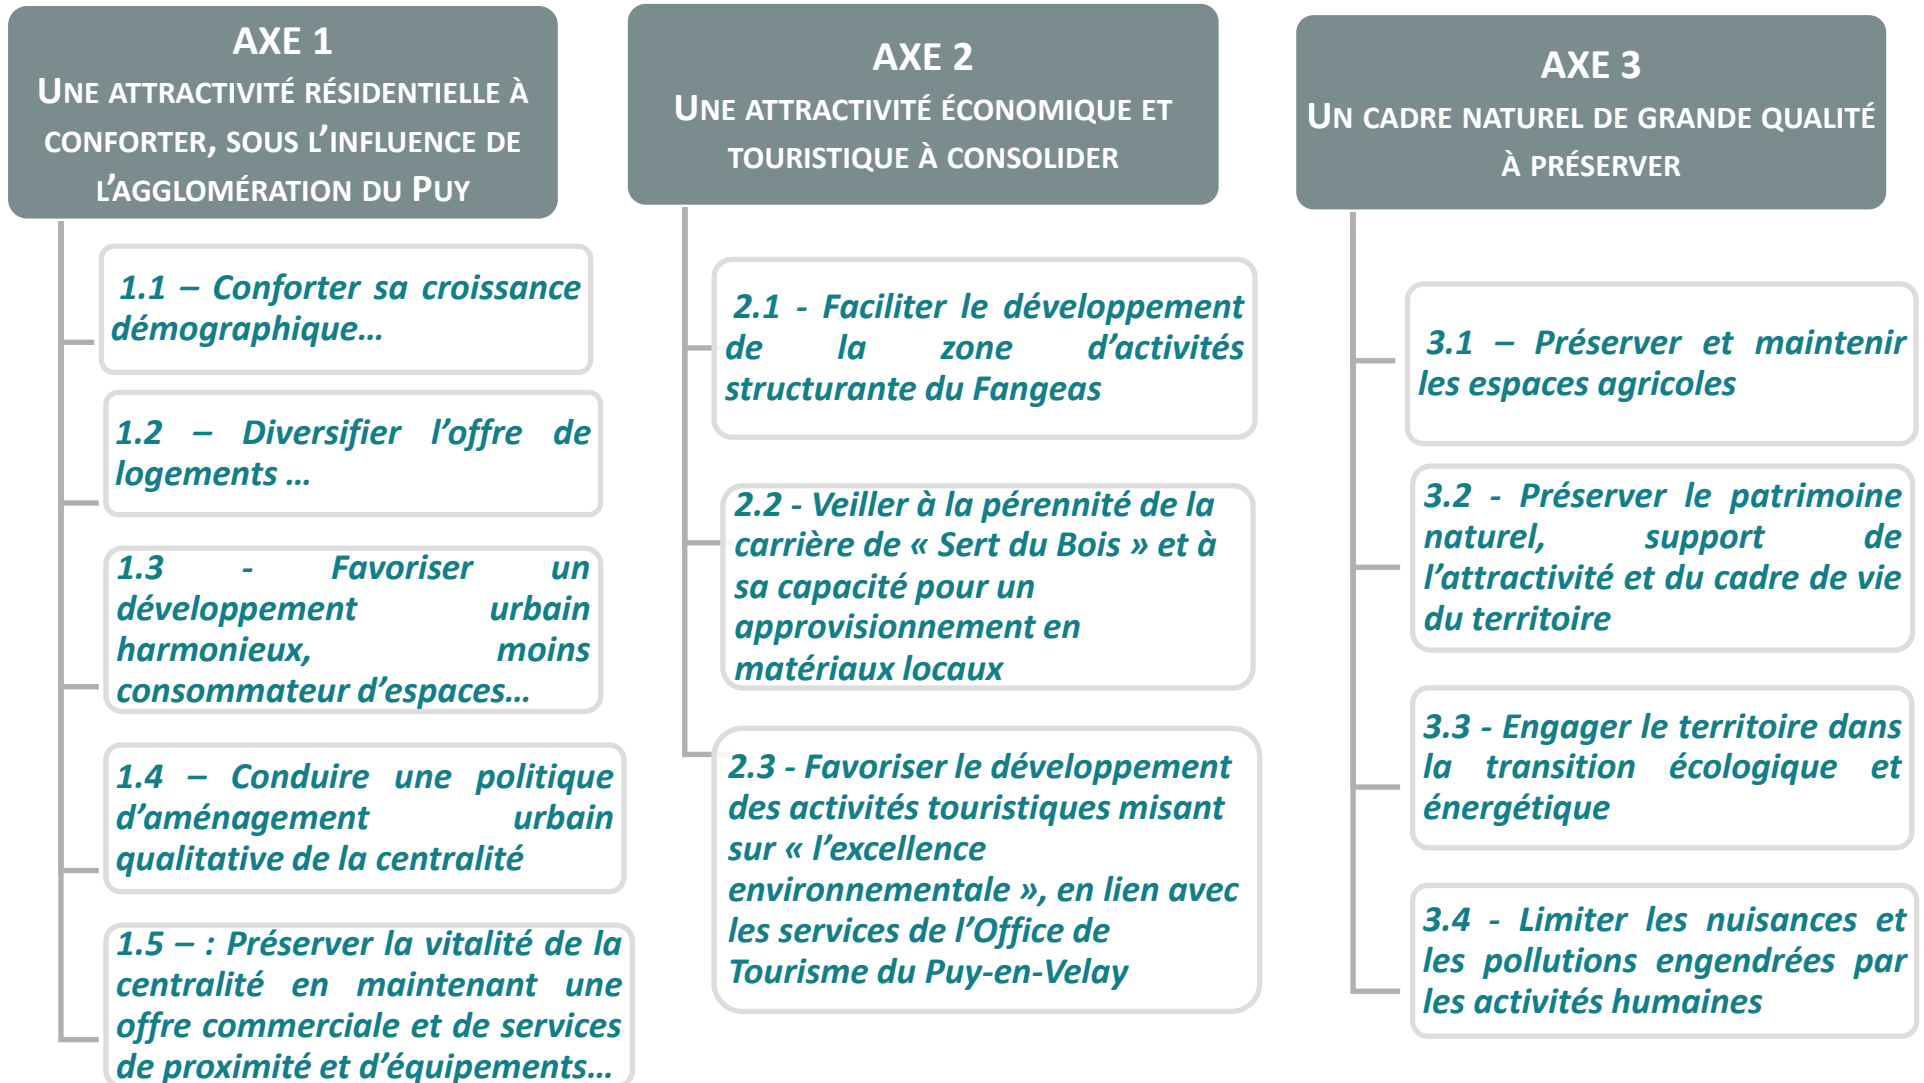 AXE 1
UNE ATTRACTIVITÉ RÉSIDENTIELLE À
CONFORTER, SOUS L’INFLUENCE DE
L’AGGLOMÉRATION DU PUY
1.1 – Conforter sa croissance
démographique…
1.2 – Diversifier l’offre de
logements …
1.3 - Favoriser un
développement urbain
harmonieux, moins
consommateur d’espaces…
1.4 – Conduire une politique
d’aménagement urbain
qualitative de la centralité
1.5 – : Préserver la vitalité de la
centralité en maintenant une
offre commerciale et de services
de proximité et d’équipements…
AXE 2
UNE ATTRACTIVITÉ ÉCONOMIQUE ET
TOURISTIQUE À CONSOLIDER
2.1 - Faciliter le développement
de la zone d’activités
structurante du Fangeas
2.2 - Veiller à la pérennité de la
carrière de « Sert du Bois » et à
sa capacité pour un
approvisionnement en
matériaux locaux
2.3 - Favoriser le développement
des activités touristiques misant
sur « l’excellence
environnementale », en lien avec
les services de l’Office de
Tourisme du Puy-en-Velay
AXE 3
UN CADRE NATUREL DE GRANDE QUALITÉ
À PRÉSERVER
3.1 – Préserver et maintenir
les espaces agricoles
3.2 - Préserver le patrimoine
naturel, support de
l’attractivité et du cadre de vie
du territoire
3.3 - Engager le territoire dans
la transition écologique et
énergétique
3.4 - Limiter les nuisances et
les pollutions engendrées par
les activités humaines